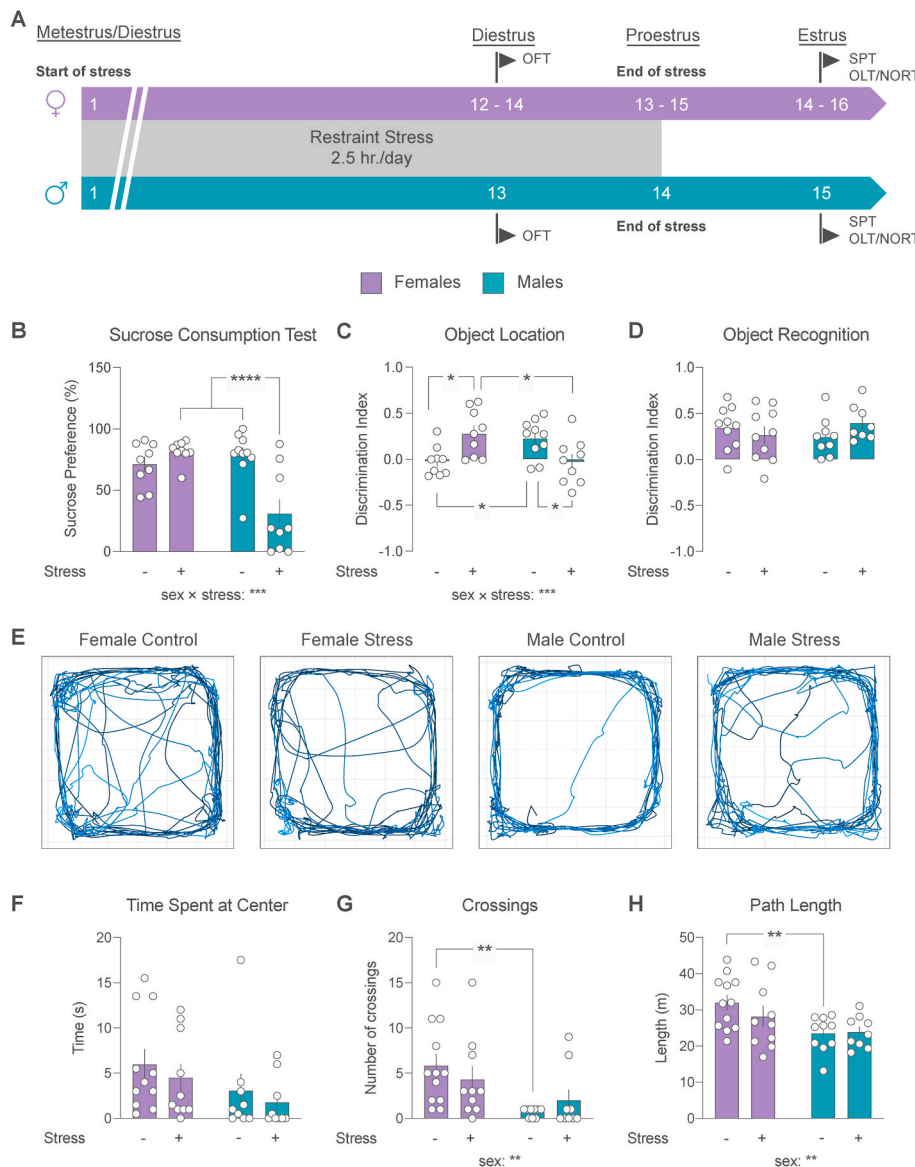 A
Metestrus/Diestrus
Diestrus
Proestrus
Estrus
OFT
SPT
OLT/NORT
Start of stress
End of stress
♀
1
12 - 14
13 - 15
14 - 16
Restraint Stress
2.5 hr./day
♂
1
13
14
15
OFT
End of stress
SPT
OLT/NORT
Females
Males
B
Sucrose Consumption Test
Sucrose Preference (%)
150
100
50
0
****
Stress
- + - +
sex × stress: ***
C
Object Location
Discrimination Index
1.0
0.5
0.0
-0.5
-1.0
*
*
*
*
- + - +
sex × stress: ***
D
Object Recognition
Discrimination Index
1.0
0.5
0.0
-0.5
-1.0
- + - +
E
Female Control
Female Stress
Male Control
Male Stress
F
Time Spent at Center
Time (s)
20
15
10
5
0
Stress
- + - +
G
Crossings
Number of crossings
20
15
10
5
0
**
Stress
- + - +
sex: **
H
Path Length
Length (m)
50
40
30
20
10
0
**
Stress
- + - +
sex: **